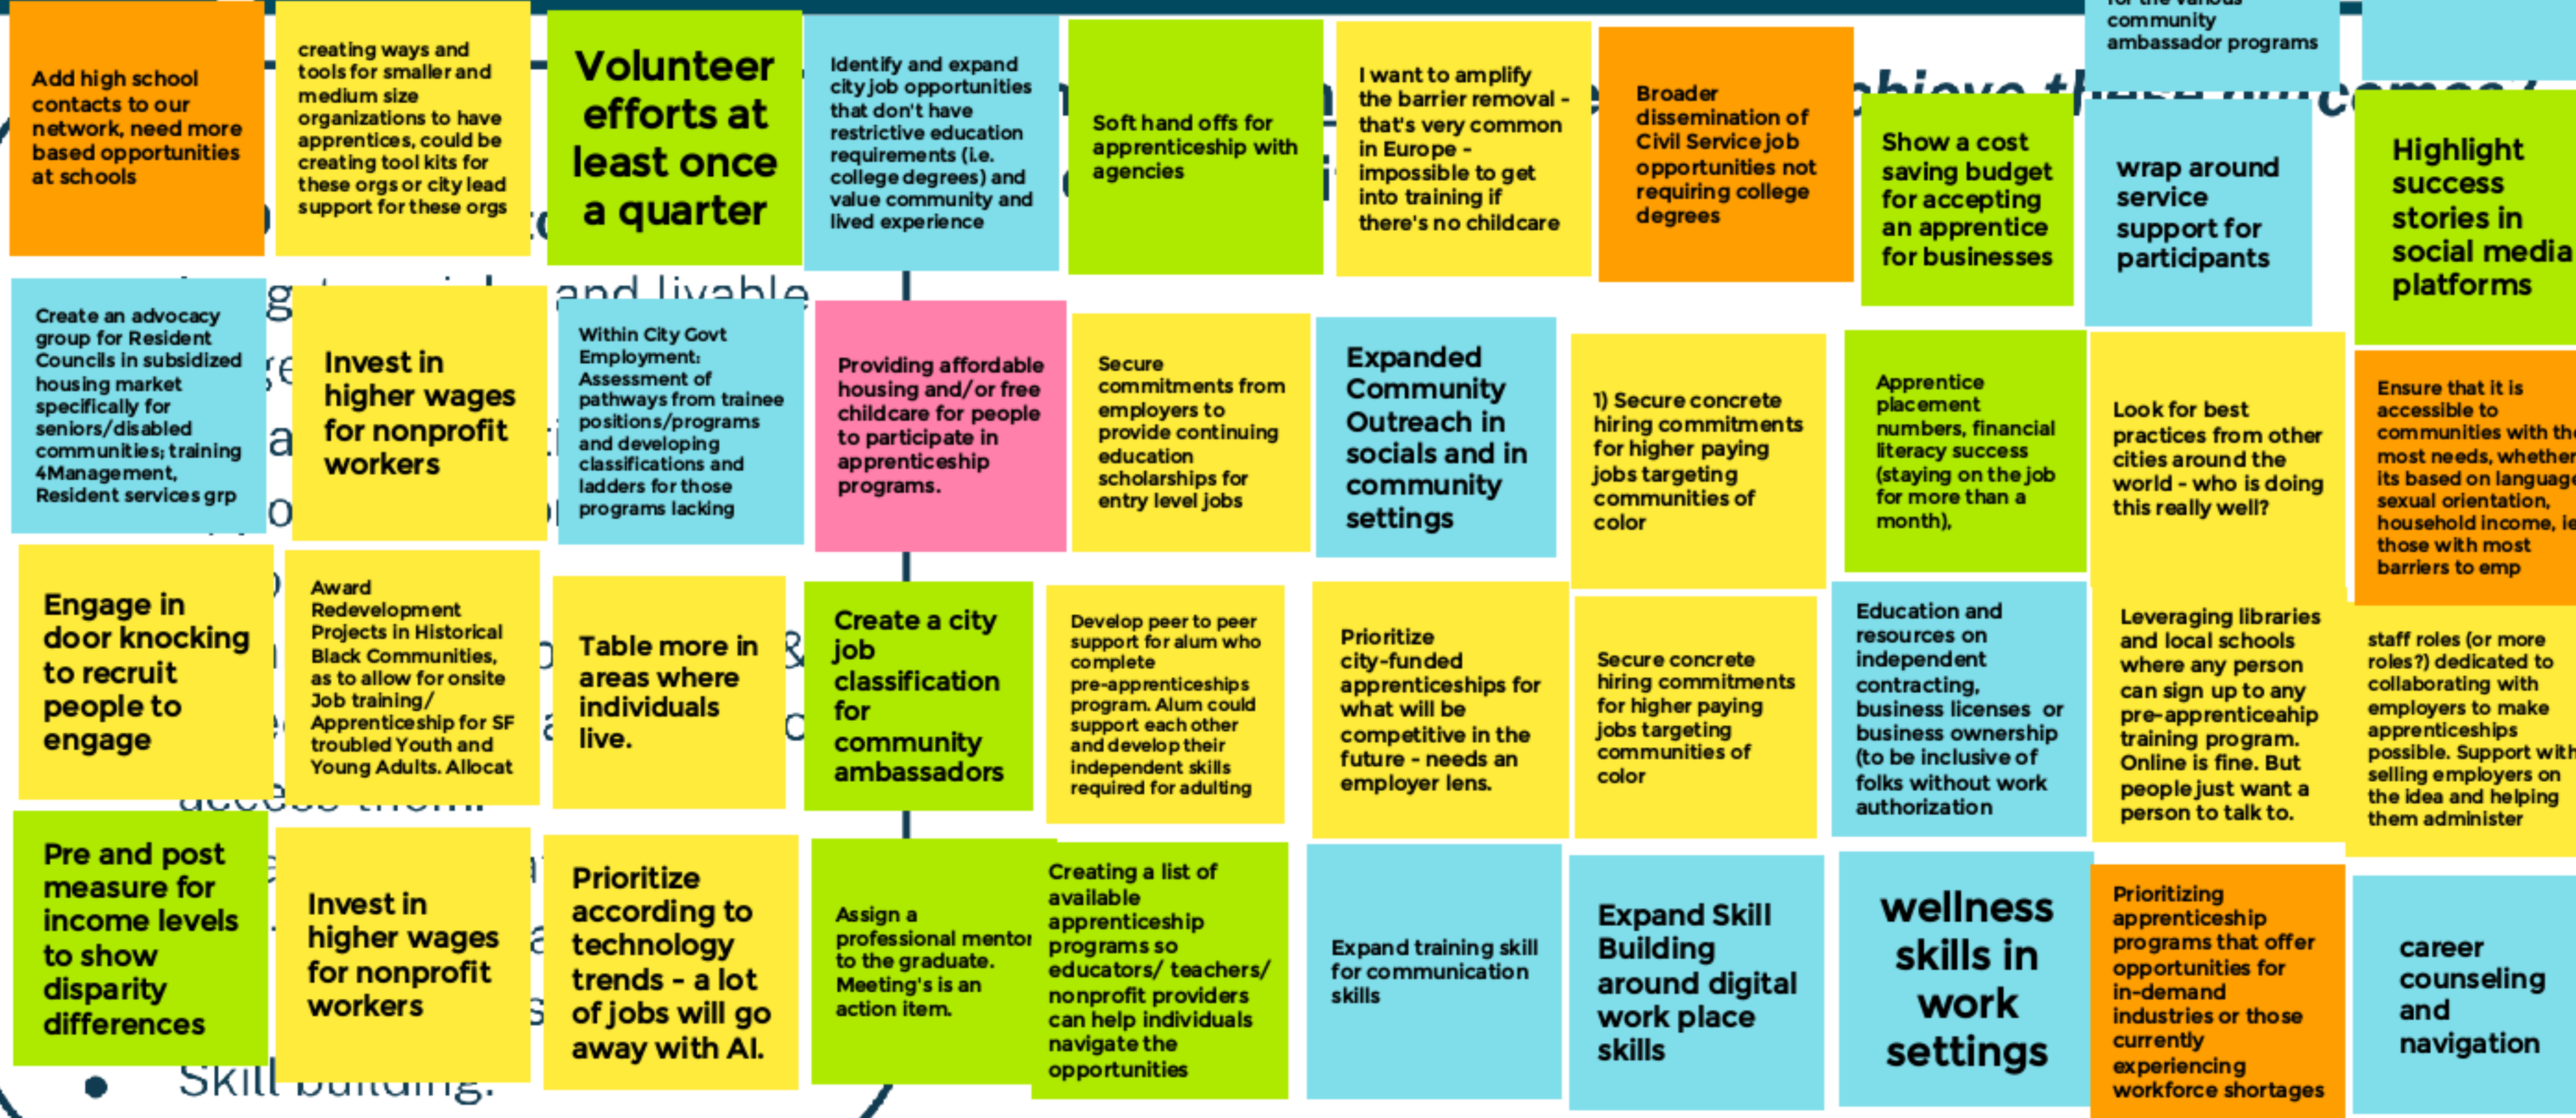 Add high school
contacts to our
network, need more
based opportunities
at schools
creating ways and
tools for smaller and
medium size
organizations to have
apprentices, could be
creating tool kits for
these orgs or city lead
support for these orgs
Volunteer
efforts at
least once
a quarter
Identify and expand
city job opportunities
that don't have
restrictive education
requirements (i.e.
college degrees) and
value community and
lived experience
Soft hand offs for
apprenticeship with
agencies
I want to amplify
the barrier removal -
that's very common
in Europe -
impossible to get
into training if
there's no childcare
Broader
dissemination of
Civil Service job
opportunities not
requiring college
degrees
Show a cost
saving budget
for accepting
an apprentice
for businesses
for the various
community
ambassador programs
wrap around
service
support for
participants
Highlight
success
stories in
social media
platforms
achieve these outcomes?
and livable
Create an advocacy
group for Resident
Councils in subsidized
housing market
specifically for
seniors/disabled
communities; training
4Management,
Resident services grp
Invest in
higher wages
for nonprofit
workers
Within City Govt
Employment:
Assessment of
pathways from trainee
positions/programs
and developing
classifications and
ladders for those
programs lacking
Providing affordable
housing and/or free
childcare for people
to participate in
apprenticeship
programs.
Secure
commitments from
employers to
provide continuing
education
scholarships for
entry level jobs
Expanded
Community
Outreach in
socials and in
community
settings
1) Secure concrete
hiring commitments
for higher paying
jobs targeting
communities of
color
Apprentice
placement
numbers, financial
literacy success
(staying on the job
for more than a
month),
Look for best
practices from other
cities around the
world - who is doing
this really well?
Ensure that it is
accessible to
communities with the
most needs, whether
its based on language
sexual orientation,
household income, ie
those with most
barriers to emp
Engage in
door knocking
to recruit
people to
engage
Award
Redevelopment
Projects in Historical
Black Communities,
as to allow for onsite
Job training/
Apprenticeship for SF
troubled Youth and
Young Adults. Allocat
Table more in
areas where
individuals
live.
&
Create a city
job
classification
for
community
ambassadors
Develop peer to peer
support for alum who
complete
pre-apprenticeships
program. Alum could
support each other
and develop their
independent skills
required for adulting
Prioritize
city-funded
apprenticeships for
what will be
competitive in the
future - needs an
employer lens.
Secure concrete
hiring commitments
for higher paying
jobs targeting
communities of
color
Education and
resources on
independent
contracting,
business licenses or
business ownership
(to be inclusive of
folks without work
authorization
Leveraging libraries
and local schools
where any person
can sign up to any
pre-apprenticeahip
training program.
Online is fine. But
people just want a
person to talk to.
staff roles (or more
roles?) dedicated to
collaborating with
employers to make
apprenticeships
possible. Support with
selling employers on
the idea and helping
them administer
access them.
Pre and post
measure for
income levels
to show
disparity
differences
Invest in
higher wages
for nonprofit
workers
Prioritize
according to
technology
trends - a lot
of jobs will go
away with AI.
Assign a
professional mentor
to the graduate.
Meeting's is an
action item.
Creating a list of
available
apprenticeship
programs so
educators/ teachers/
nonprofit providers
can help individuals
navigate the
opportunities
Expand training skill
for communication
skills
Expand Skill
Building
around digital
work place
skills
wellness
skills in
work
settings
Prioritizing
apprenticeship
programs that offer
opportunities for
in-demand
industries or those
currently
experiencing
workforce shortages
career
counseling
and
navigation
• Skill building.